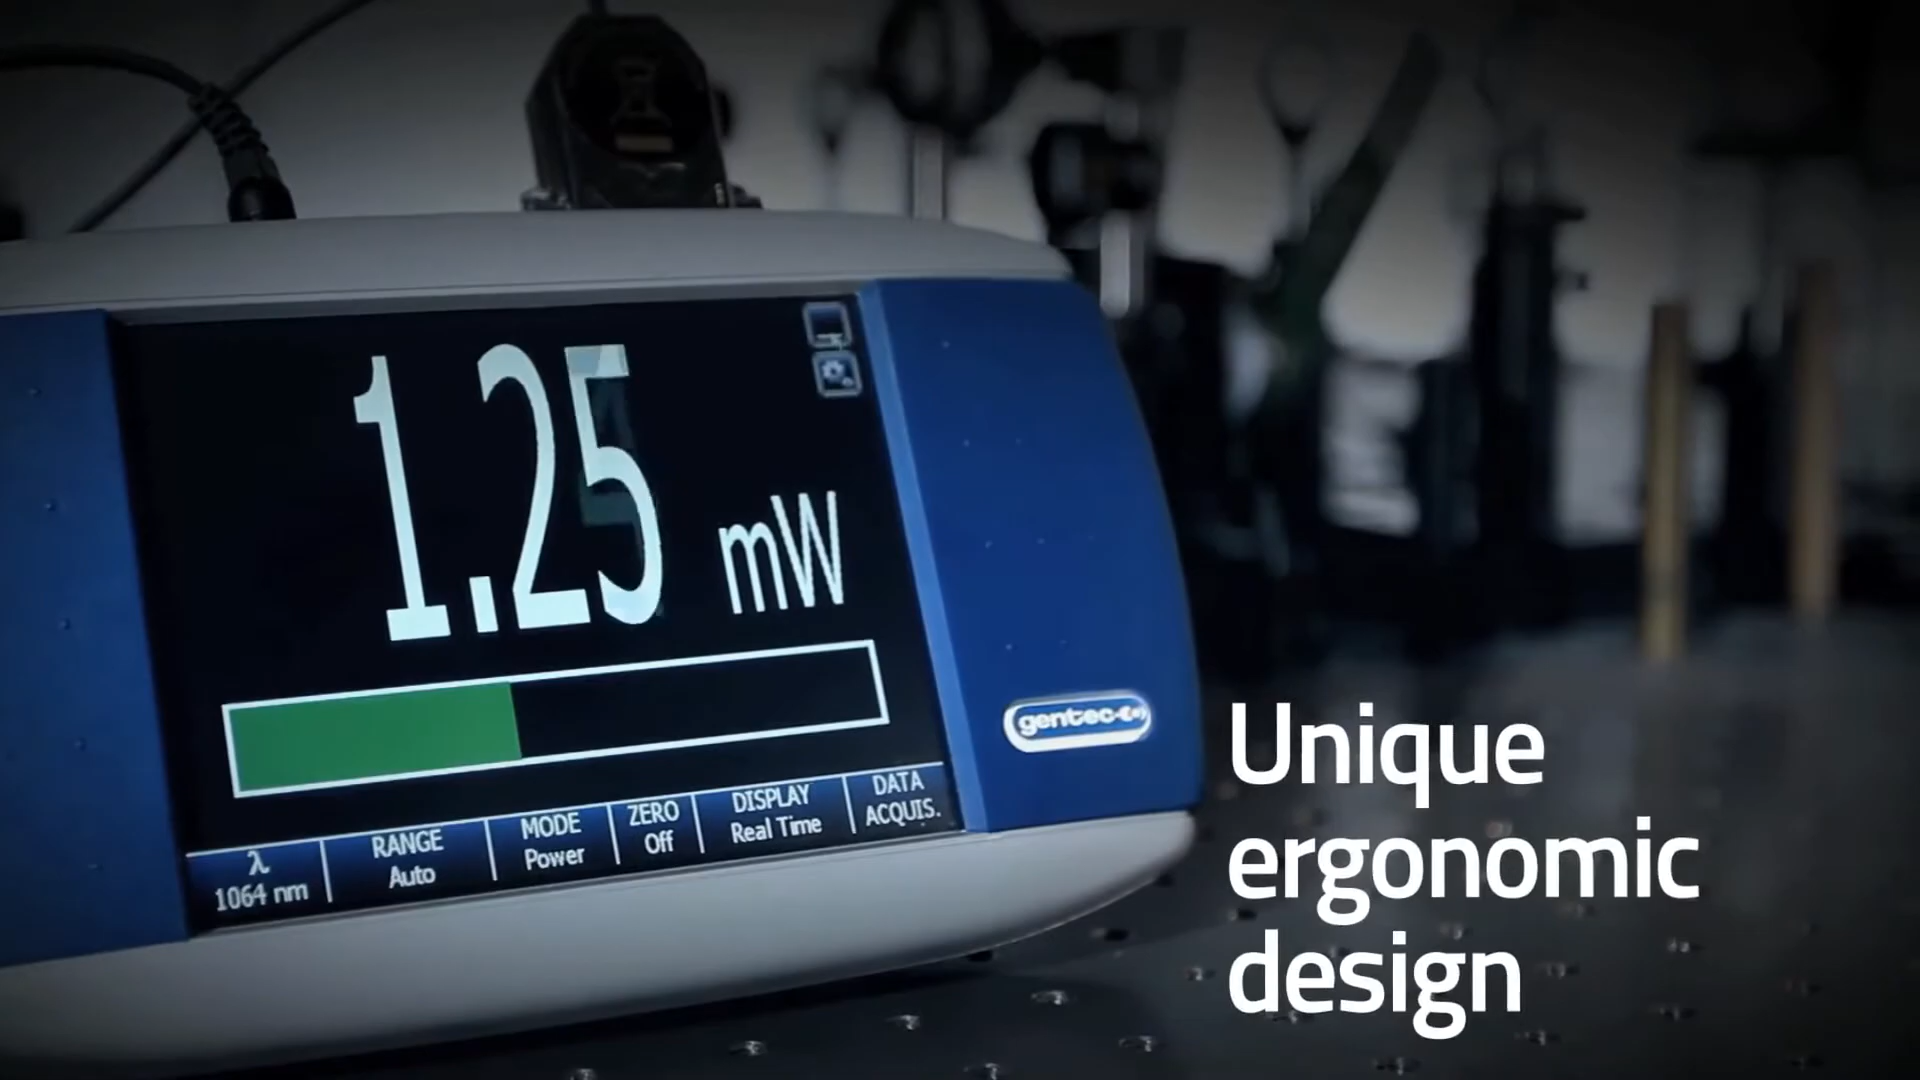 1.25 mW
λ
1064 nm
RANGE
Auto
MODE
Power
ZERO
Off
DISPLAY
Real Time
DATA
ACQUIS.
gentec-e
Unique
ergonomic
design